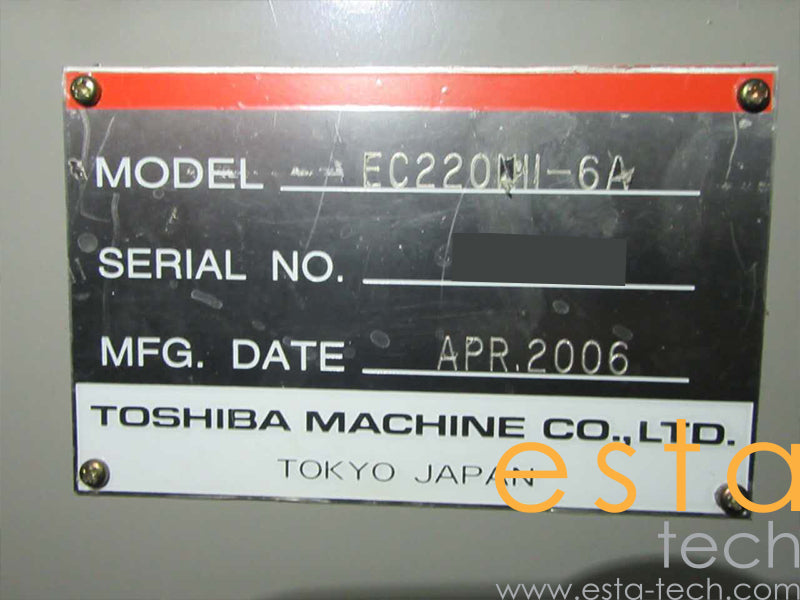 MODEL EC220NII-6A
SERIAL NO.
MFG. DATE APR.2006
TOSHIBA MACHINE CO.,LTD.
TOKYO JAPAN
esta
tech
www.esta-tech.com